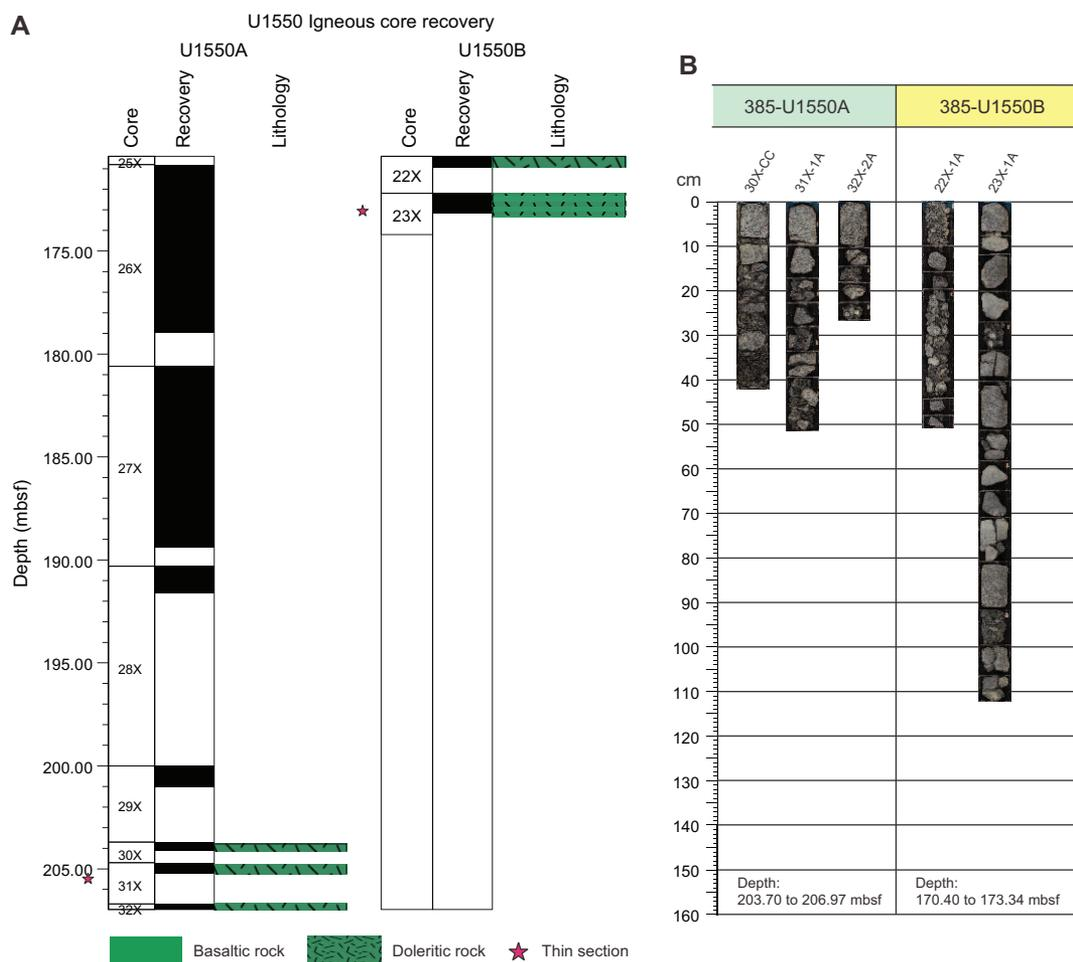 A
U1550 Igneous core recovery
U1550A
U1550B
Core
Recovery
Lithology
Core
Recovery
Lithology
Depth (mbsf)
25X
26X
175.00
180.00
27X
185.00
190.00
28X
195.00
200.00
29X
30X
205.00
31X
32X
22X
23X
Basaltic rock
Doleritic rock
Thin section
B
385-U1550A
385-U1550B
cm
30X-CC
31X-1A
32X-2A
22X-1A
23X-1A
0
10
20
30
40
50
60
70
80
90
100
110
120
130
140
150
160
Depth:
203.70 to 206.97 mbsf
Depth:
170.40 to 173.34 mbsf